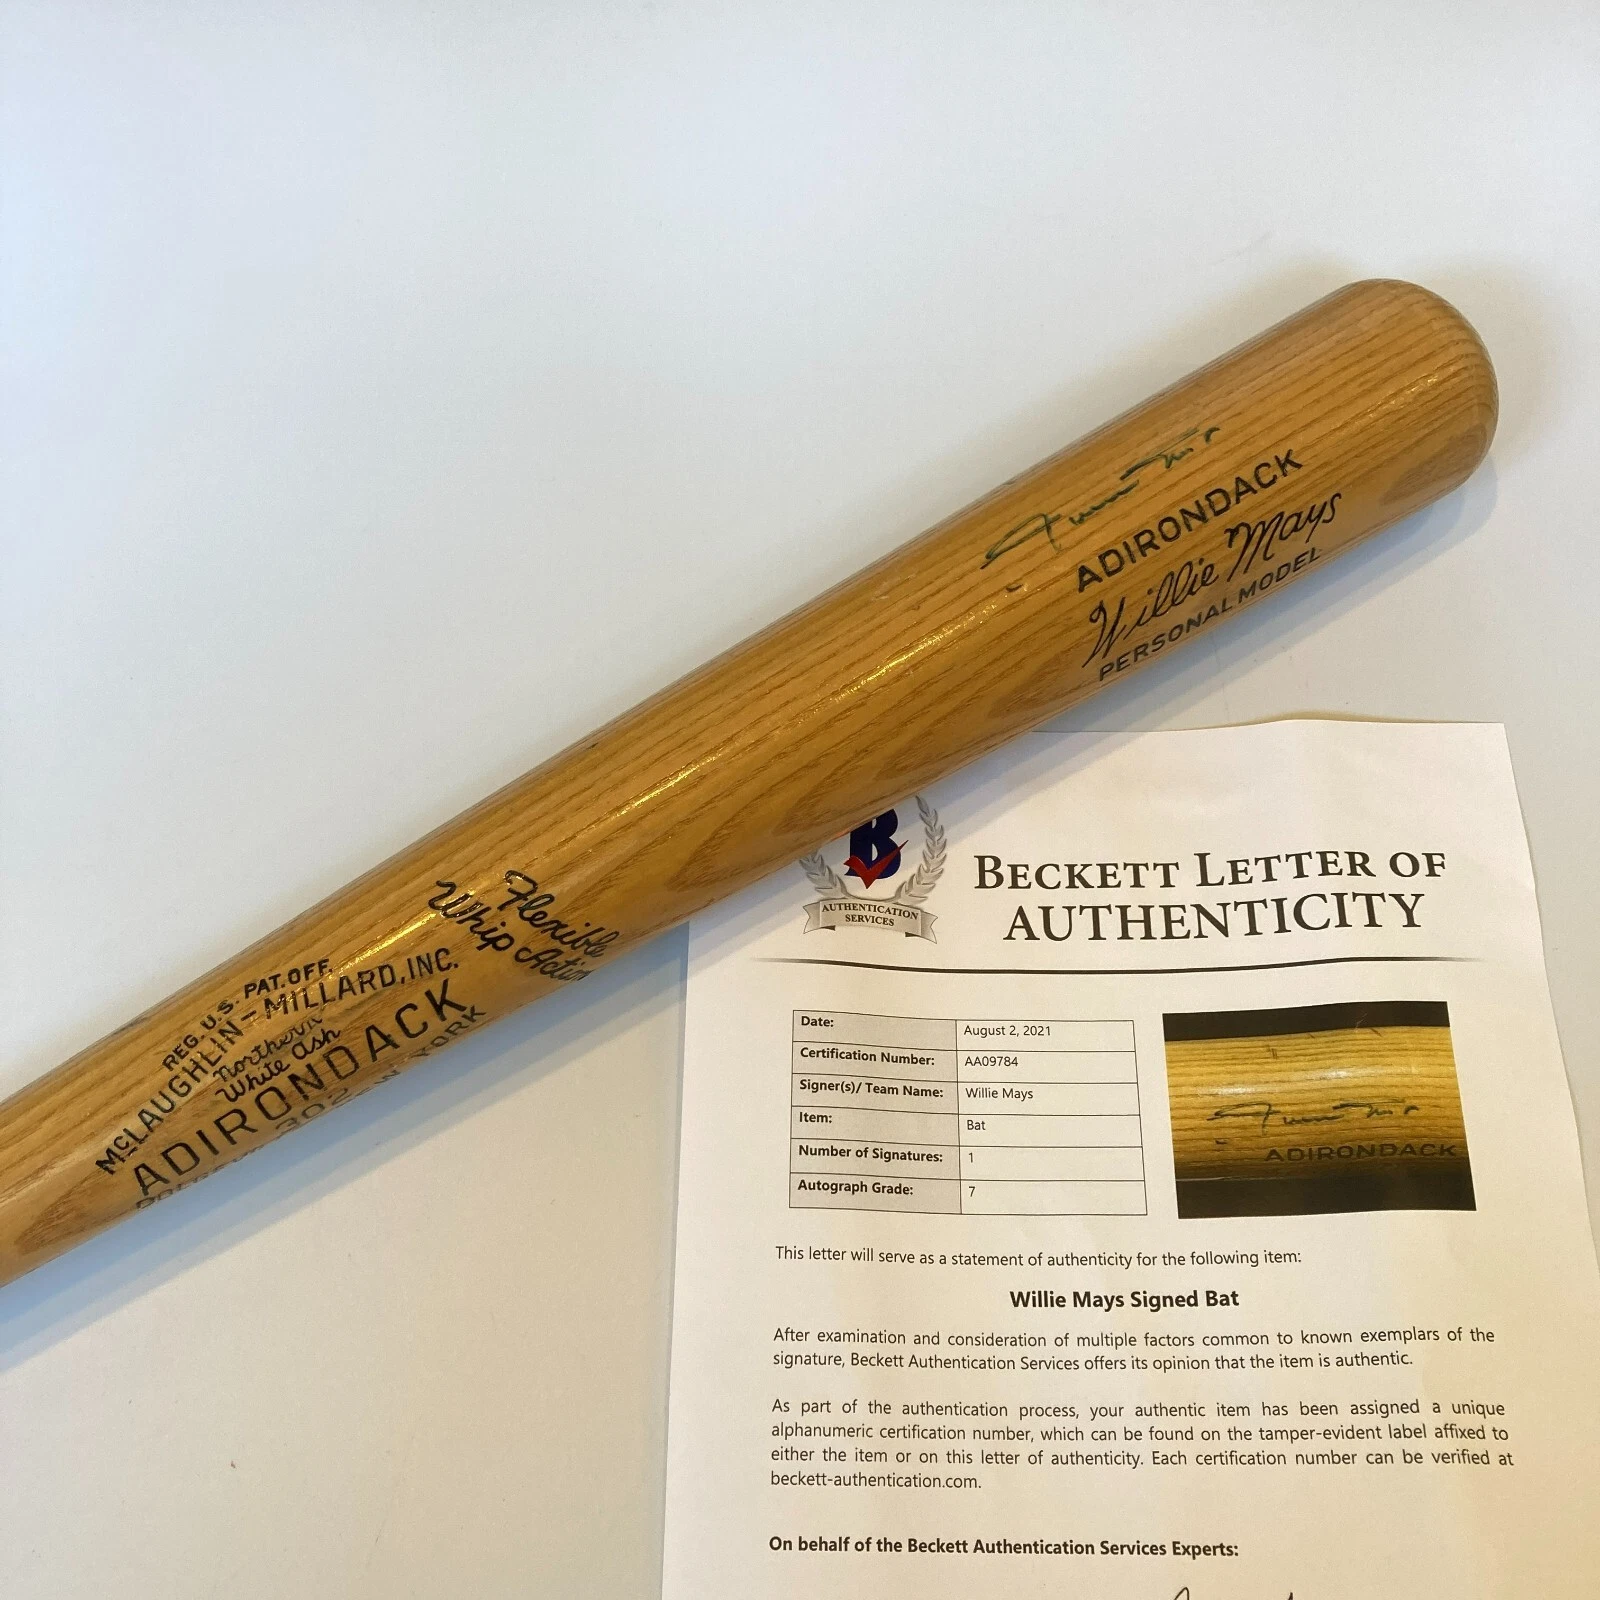 ADIRONDACK
Willie Mays
PERSONAL MODEL
Flexible
Whip Action
REG. U.S. PAT. OFF.
McLAUGHLIN-MILLARD, INC.
Northern
White Ash
ADIRONDACK
302
YORK
B
AUTHENTICATION
SERVICES
BECKETT LETTER OF
AUTHENTICITY
Date: August 2, 2021
Certification Number: AA09784
Signer(s)/ Team Name: Willie Mays
Item: Bat
Number of Signatures: 1
Autograph Grade: 7
ADIRONDACK
This letter will serve as a statement of authenticity for the following item:
Willie Mays Signed Bat
After examination and consideration of multiple factors common to known exemplars of the
signature, Beckett Authentication Services offers its opinion that the item is authentic.
As part of the authentication process, your authentic item has been assigned a unique
alphanumeric certification number, which can be found on the tamper-evident label affixed to
either the item or on this letter of authenticity. Each certification number can be verified at
beckett-authentication.com.
On behalf of the Beckett Authentication Services Experts: